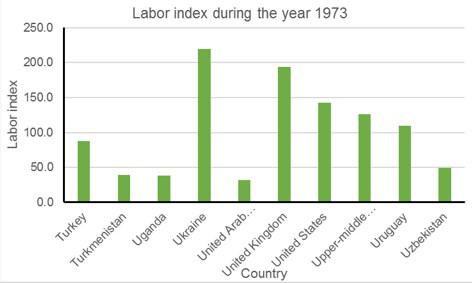 Labor index during the year 1973
250.0
200.0
150.0
100.0
50.0
0.0
Labor index
Turkey
Turkmenistan
Uganda
Ukraine
United Arab...
United Kingdom
United States
Upper-middle...
Uruguay
Uzbekistan
Country